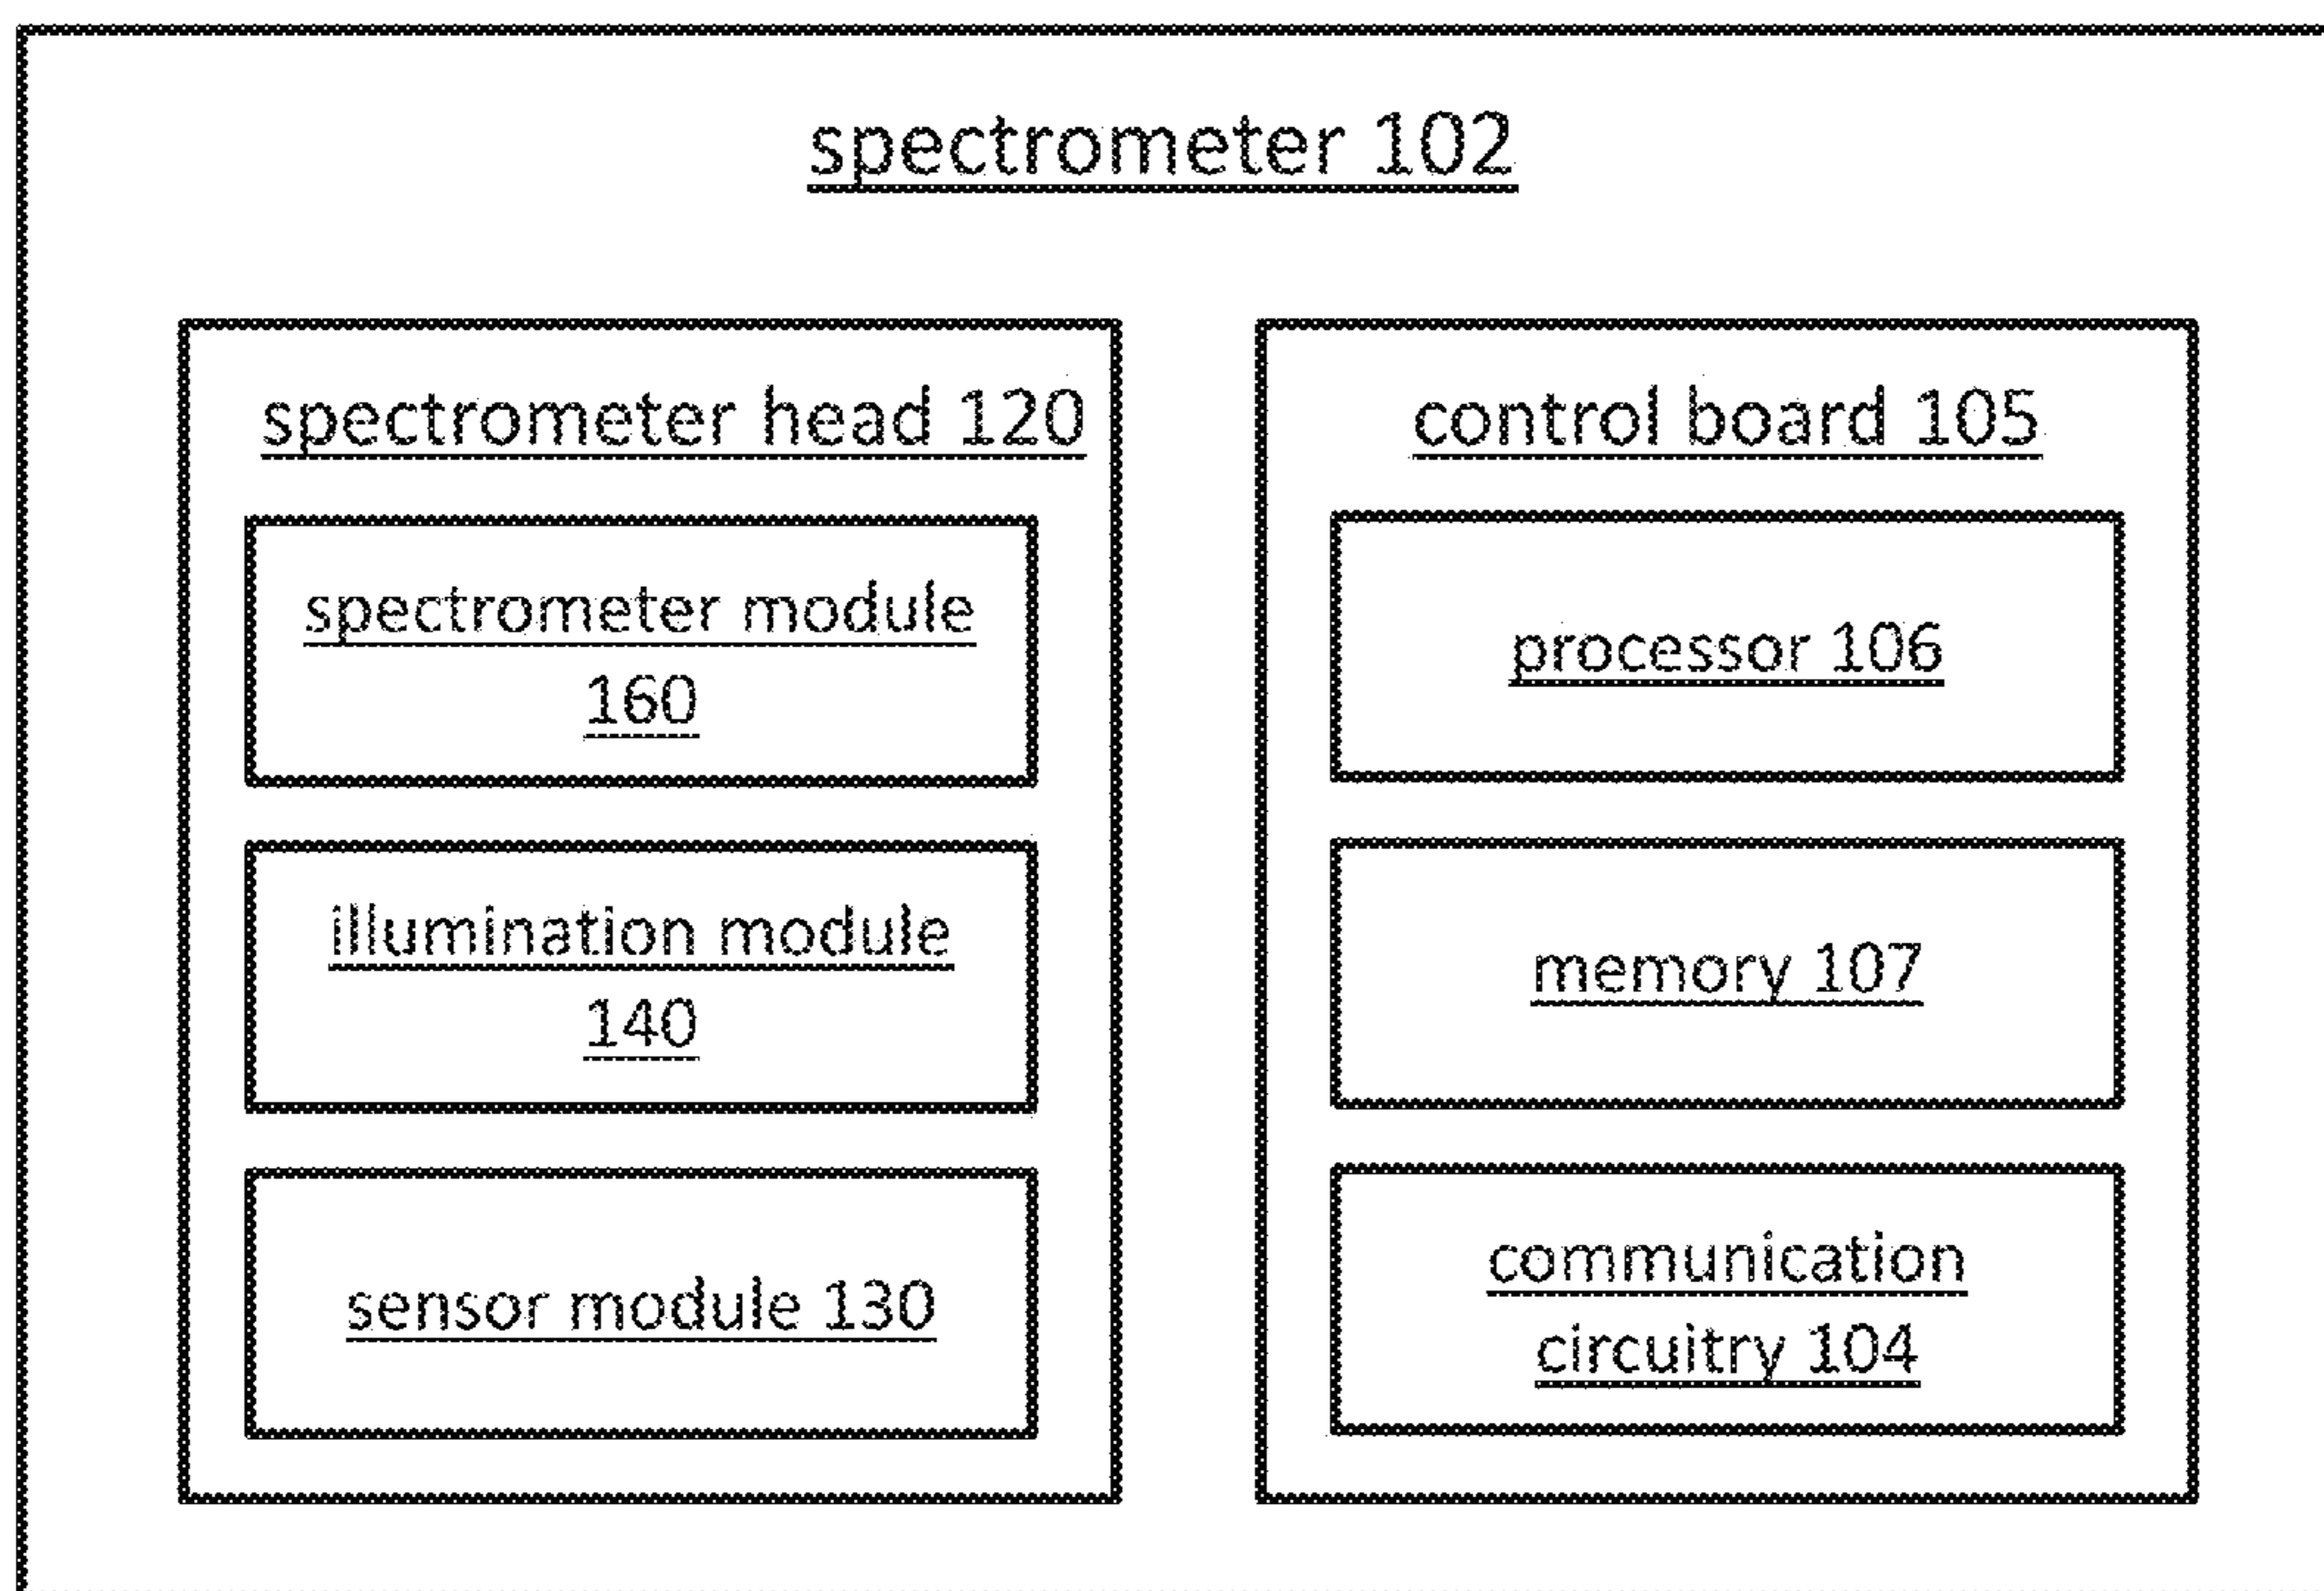 spectrometer 102
spectrometer head 120
spectrometer module
160
illumination module
140
sensor module 130
control board 105
processor 106
memory 107
communication
circuitry 104